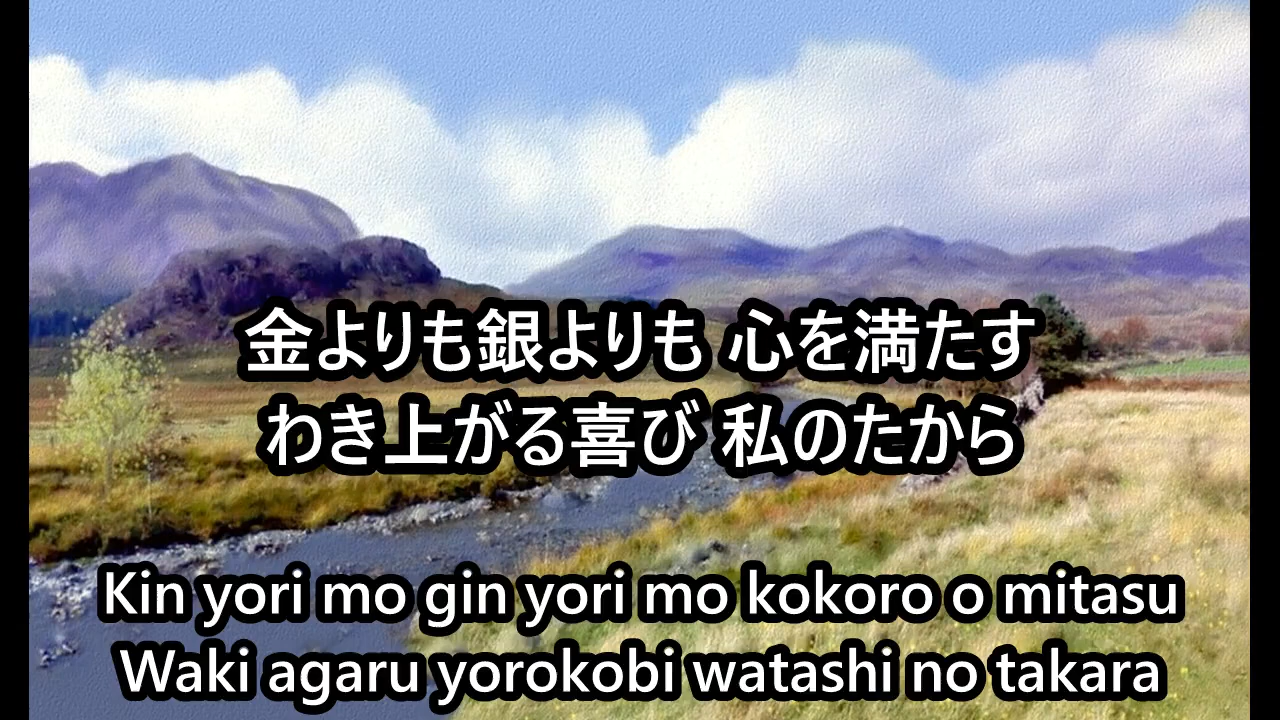 金よりも銀よりも 心を満たす
わき上がる喜び 私のたから
Kin yori mo gin yori mo kokoro o mitasu
Waki agaru yorokobi watashi no takara